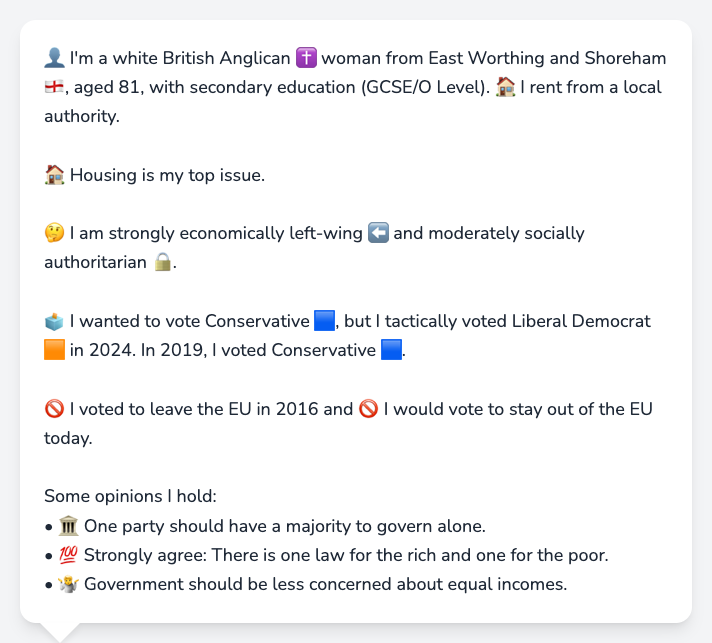 👤 I'm a white British Anglican ✝️ woman from East Worthing and Shoreham
🏴󠁧󠁢󠁥󠁮󠁧󠁿, aged 81, with secondary education (GCSE/O Level). 🏠 I rent from a local
authority.
🏠 Housing is my top issue.
🤔 I am strongly economically left-wing ⬅️ and moderately socially
authoritarian 🔒.
🗳️ I wanted to vote Conservative 🟦, but I tactically voted Liberal Democrat
🟧 in 2024. In 2019, I voted Conservative 🟦.
🚫 I voted to leave the EU in 2016 and 🚫 I would vote to stay out of the EU
today.
Some opinions I hold:
• 🏛️ One party should have a majority to govern alone.
• 💯 Strongly agree: There is one law for the rich and one for the poor.
• 🤷 Government should be less concerned about equal incomes.